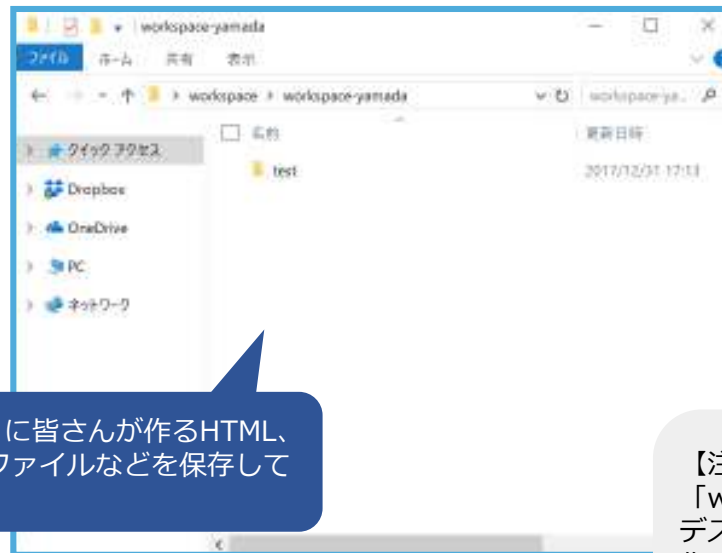 workspace-yamada
ファイル ホーム 共有 表示
workspace workspace-yamada workspace-ya...
名前 更新日時
クイック アクセス
test 2017/12/31 17:13
Dropbox
OneDrive
PC
ネットワーク
に皆さんが作るHTML、
ファイルなどを保存して
【注
「w
デス